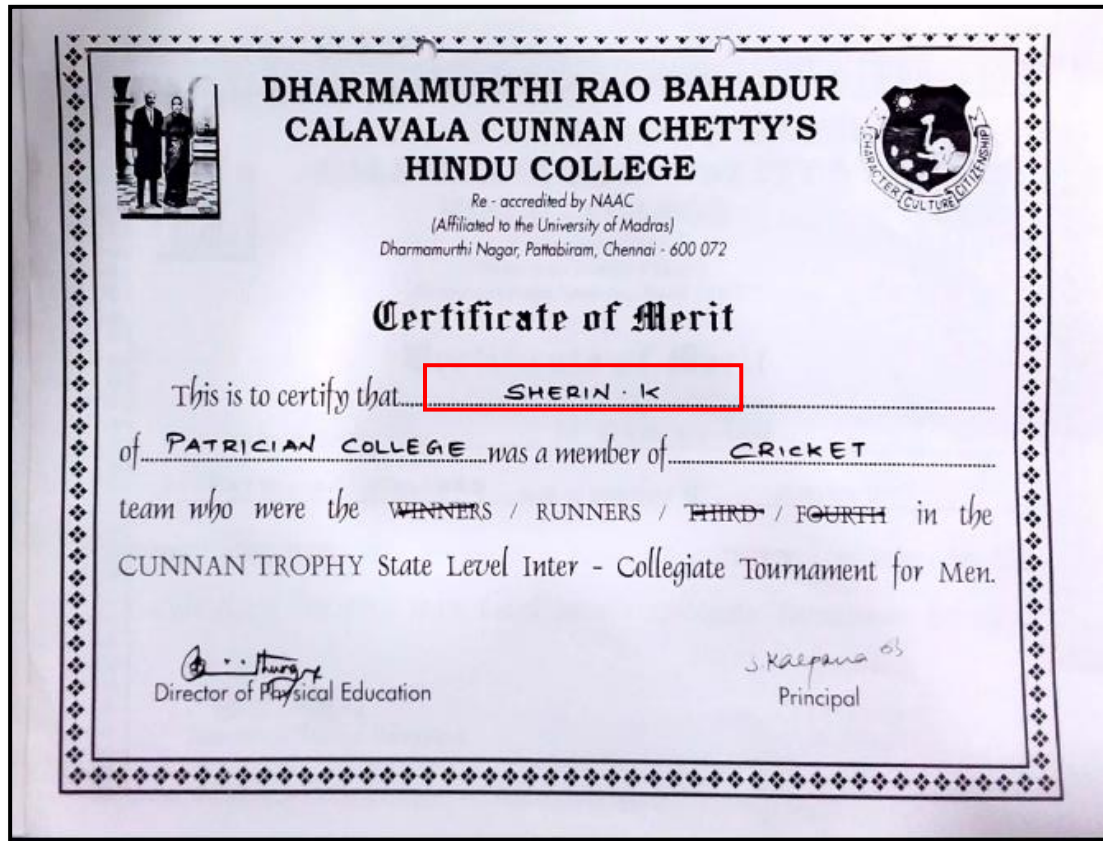 DHARMAMURTHI RAO BAHADUR
CALAVALA CUNNAN CHETTY'S
HINDU COLLEGE
Re - accredited by NAAC
(Affiliated to the University of Madras)
Dharmamurthi Nagar, Pattabiram, Chennai - 600 072
CHARACTER CULTURE CITIZENSHIP
Certificate of Merit
This is to certify that SHERIN . K
of PATRICIAN COLLEGE was a member of CRICKET
team who were the WINNERS / RUNNERS / THIRD / FOURTH in the
CUNNAN TROPHY State Level Inter - Collegiate Tournament for Men.
S. Kalpana
Director of Physical Education
Principal